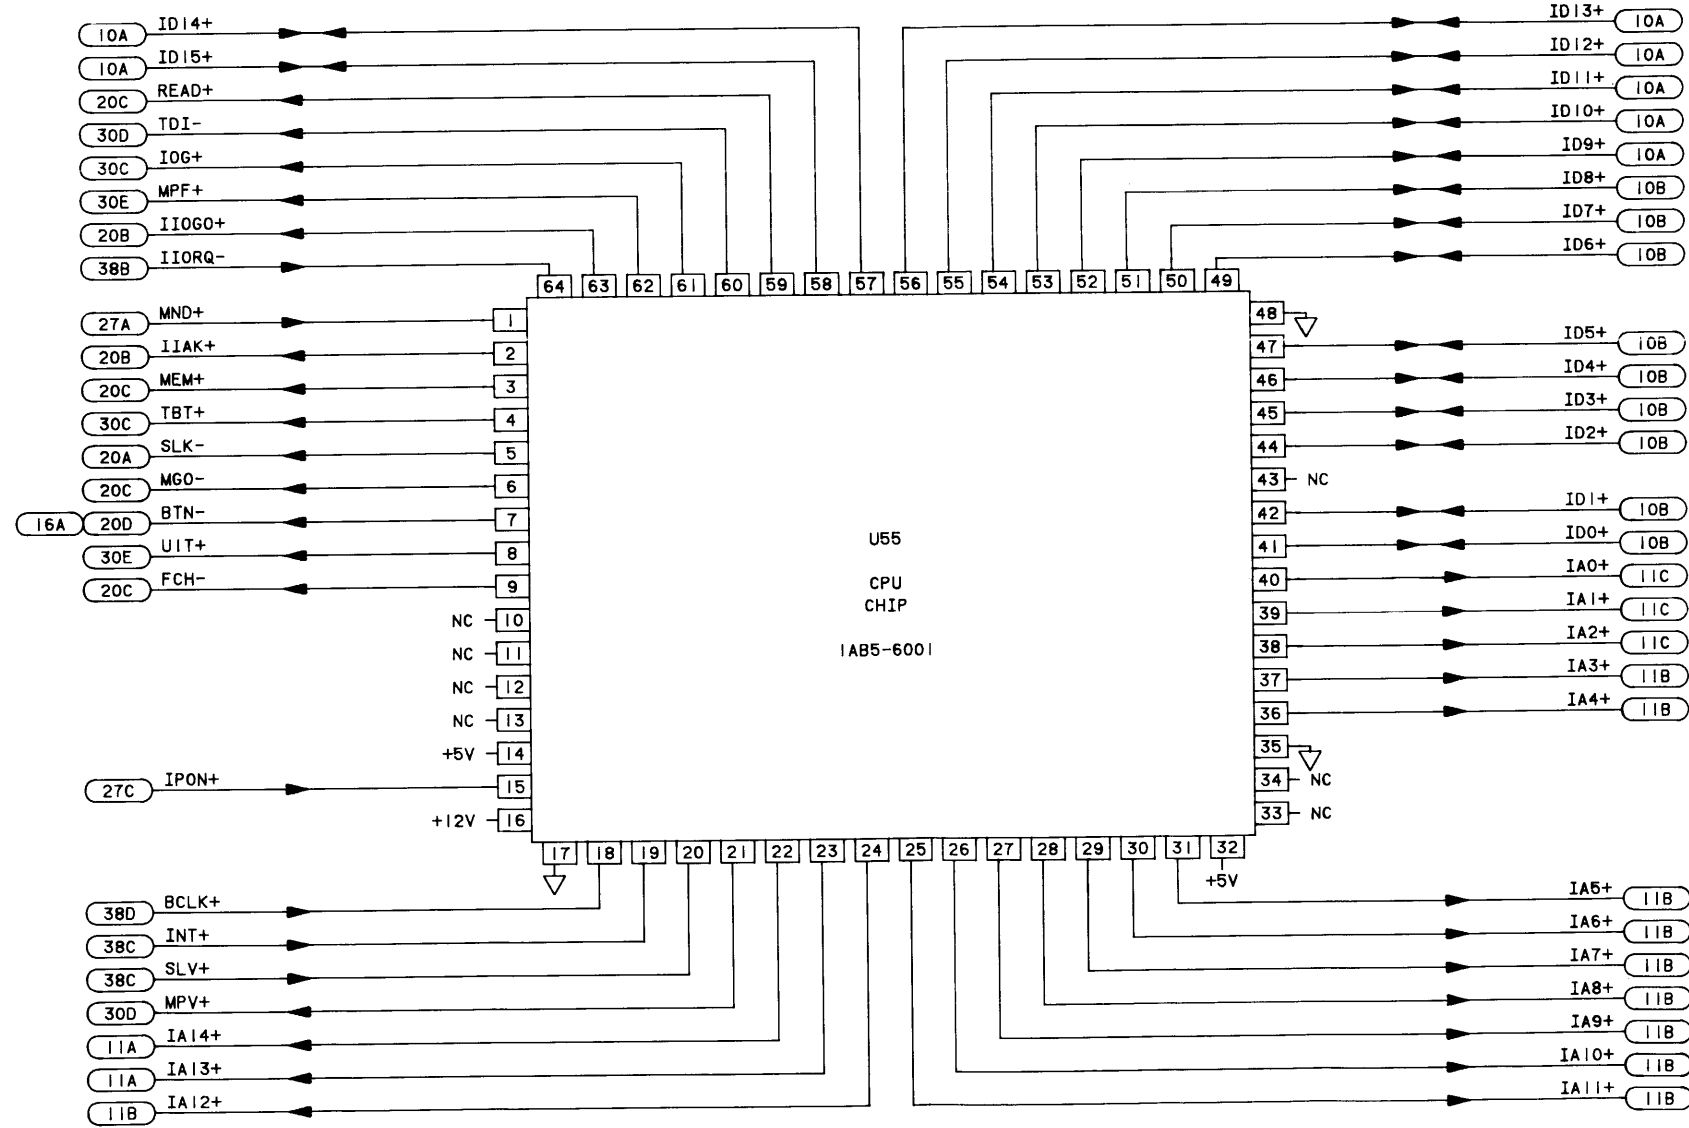 10A ID14+
10A ID15+
20C READ+
30D TDI-
30C IOG+
30E MPF+
20B IIOGO+
38B IIORQ-
ID13+ 10A
ID12+ 10A
ID11+ 10A
ID10+ 10A
ID9+ 10A
ID8+ 10B
ID7+ 10B
ID6+ 10B
64 63 62 61 60 59 58 57 56 55 54 53 52 51 50 49
27A MND+ 1
20B IIAK+ 2
20C MEM+ 3
30C TBT+ 4
20A SLK- 5
20C MGO- 6
16A 20D BTN- 7
30E UIT+ 8
20C FCH- 9
NC 10
NC 11
NC 12
NC 13
+5V 14
27C IPON+ 15
+12V 16
U55
CPU
CHIP
1AB5-6001
48
47 ID5+ 10B
46 ID4+ 10B
45 ID3+ 10B
44 ID2+ 10B
43 NC
42 ID1+ 10B
41 ID0+ 10B
40 IA0+ 11C
39 IA1+ 11C
38 IA2+ 11C
37 IA3+ 11B
36 IA4+ 11B
35
34 NC
33 NC
17 18 19 20 21 22 23 24 25 26 27 28 29 30 31 32
+5V
38D BCLK+
38C INT+
38C SLV+
30D MPV+
11A IA14+
11A IA13+
11B IA12+
IA5+ 11B
IA6+ 11B
IA7+ 11B
IA8+ 11B
IA9+ 11B
IA10+ 11B
IA11+ 11B